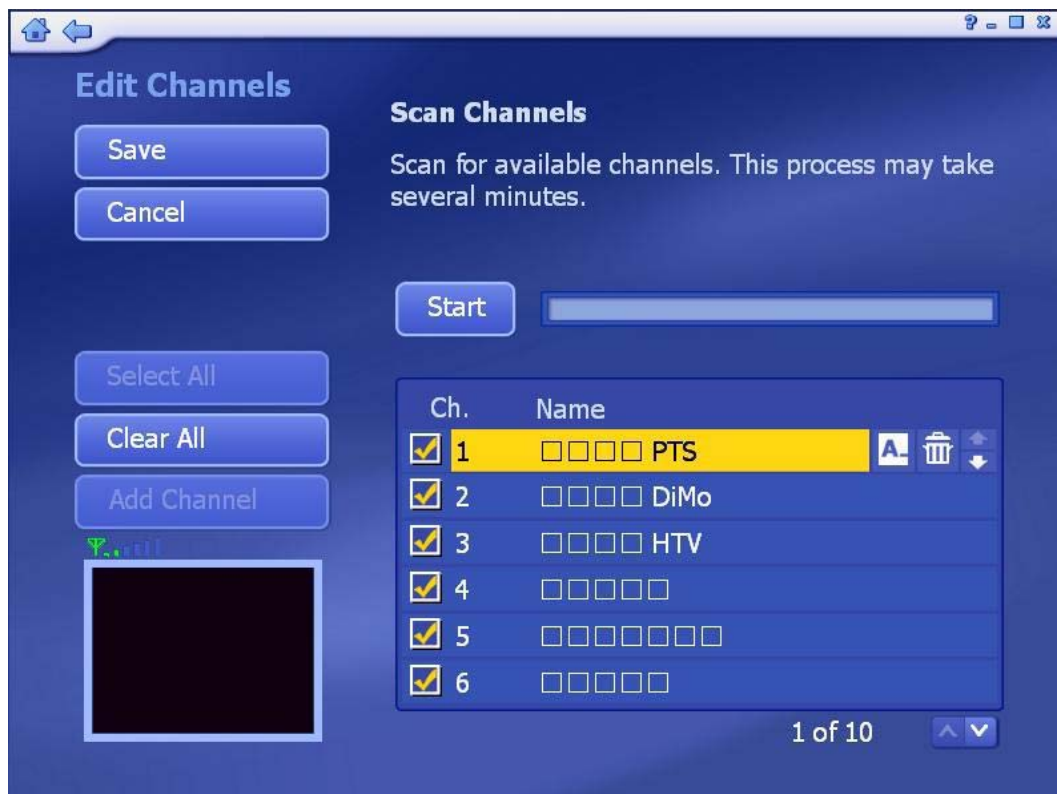 Edit Channels
Save
Cancel
Select All
Clear All
Add Channel
Scan Channels
Scan for available channels. This process may take
several minutes.
Start
Ch. Name
1 □□□□ PTS
2 □□□□ DiMo
3 □□□□ HTV
4 □□□□□
5 □□□□□□□
6 □□□□□
1 of 10